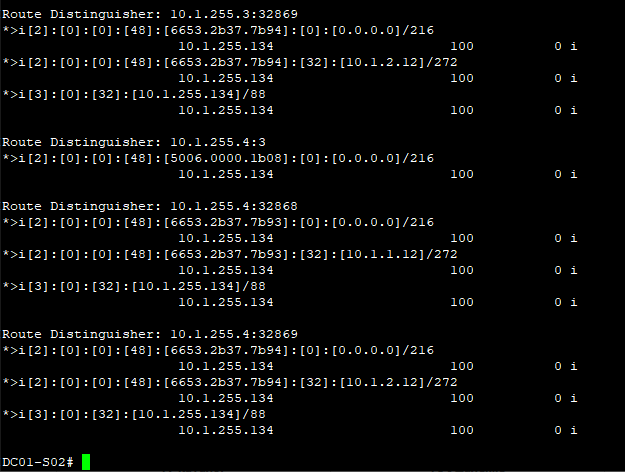 Route Distinguisher: 10.1.255.3:32869
*>i[2]:[0]:[0]:[48]:[6653.2b37.7b94]:[0]:[0.0.0.0]/216
                      10.1.255.134                      100          0 i
*>i[2]:[0]:[0]:[48]:[6653.2b37.7b94]:[32]:[10.1.2.12]/272
                      10.1.255.134                      100          0 i
*>i[3]:[0]:[32]:[10.1.255.134]/88
                      10.1.255.134                      100          0 i

Route Distinguisher: 10.1.255.4:3
*>i[2]:[0]:[0]:[48]:[5006.0000.1b08]:[0]:[0.0.0.0]/216
                      10.1.255.134                      100          0 i

Route Distinguisher: 10.1.255.4:32868
*>i[2]:[0]:[0]:[48]:[6653.2b37.7b93]:[0]:[0.0.0.0]/216
                      10.1.255.134                      100          0 i
*>i[2]:[0]:[0]:[48]:[6653.2b37.7b93]:[32]:[10.1.1.12]/272
                      10.1.255.134                      100          0 i
*>i[3]:[0]:[32]:[10.1.255.134]/88
                      10.1.255.134                      100          0 i

Route Distinguisher: 10.1.255.4:32869
*>i[2]:[0]:[0]:[48]:[6653.2b37.7b94]:[0]:[0.0.0.0]/216
                      10.1.255.134                      100          0 i
*>i[2]:[0]:[0]:[48]:[6653.2b37.7b94]:[32]:[10.1.2.12]/272
                      10.1.255.134                      100          0 i
*>i[3]:[0]:[32]:[10.1.255.134]/88
                      10.1.255.134                      100          0 i

DC01-S02#